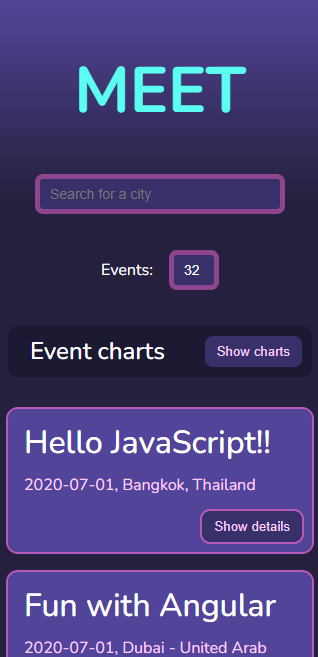 MEET
Search for a city
Events: 32
Event charts Show charts
Hello JavaScript!!
2020-07-01, Bangkok, Thailand
Show details
Fun with Angular
2020-07-01, Dubai - United Arab